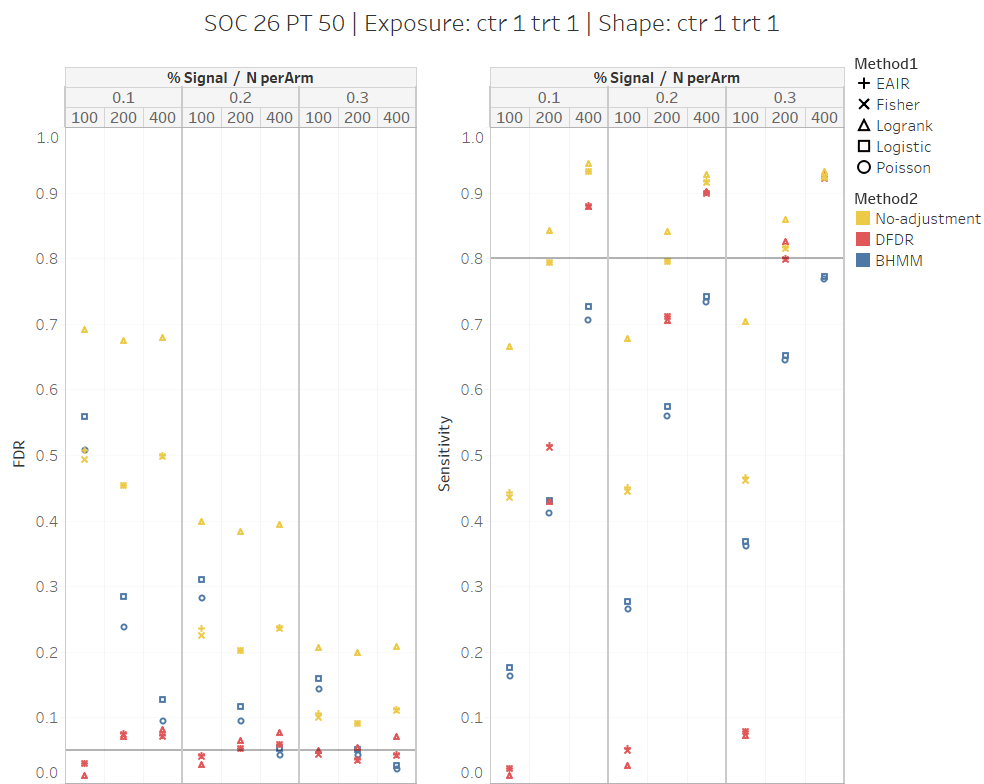 SOC 26 PT 50 | Exposure: ctr 1 trt 1 | Shape: ctr 1 trt 1
% Signal / N perArm
0.1 0.2 0.3
100 200 400 100 200 400 100 200 400
1.0
0.9
0.8
0.7
0.6
0.5
0.4
0.3
0.2
0.1
0.0
FDR
% Signal / N perArm
0.1 0.2 0.3
100 200 400 100 200 400 100 200 400
1.0
0.9
0.8
0.7
0.6
0.5
0.4
0.3
0.2
0.1
0.0
Sensitivity
Method1
EAIR
Fisher
Logrank
Logistic
Poisson
Method2
No-adjustment
DFDR
BHMM